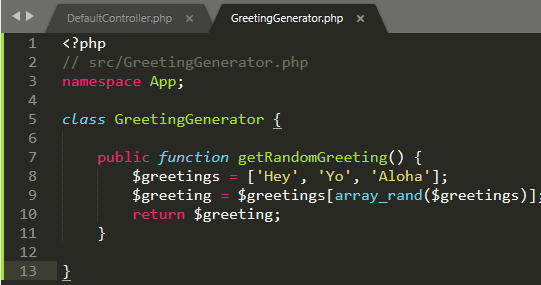 DefaultController.php × GreetingGenerator.php ×
1 <?php
2 // src/GreetingGenerator.php
3 namespace App;
4
5 class GreetingGenerator {
6
7 public function getRandomGreeting() {
8 $greetings = ['Hey', 'Yo', 'Aloha'];
9 $greeting = $greetings[array_rand($greetings)];
10 return $greeting;
11 }
12
13 }